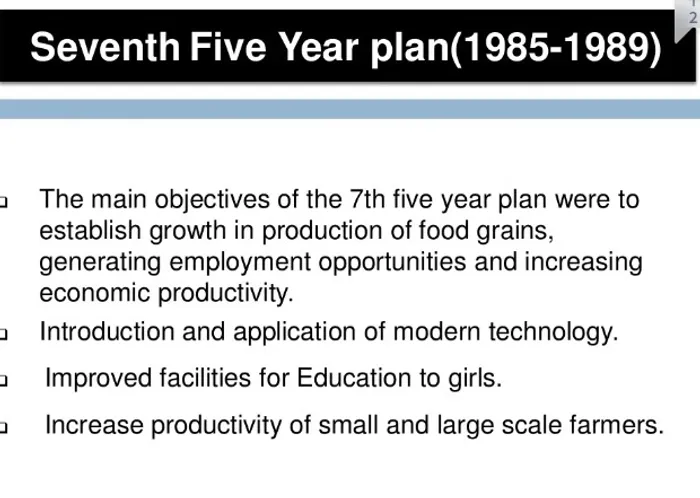 Seventh Five Year plan(1985-1989)
2
The main objectives of the 7th five year plan were to
establish growth in production of food grains,
generating employment opportunities and increasing
economic productivity.
Introduction and application of modern technology.
Improved facilities for Education to girls.
Increase productivity of small and large scale farmers.